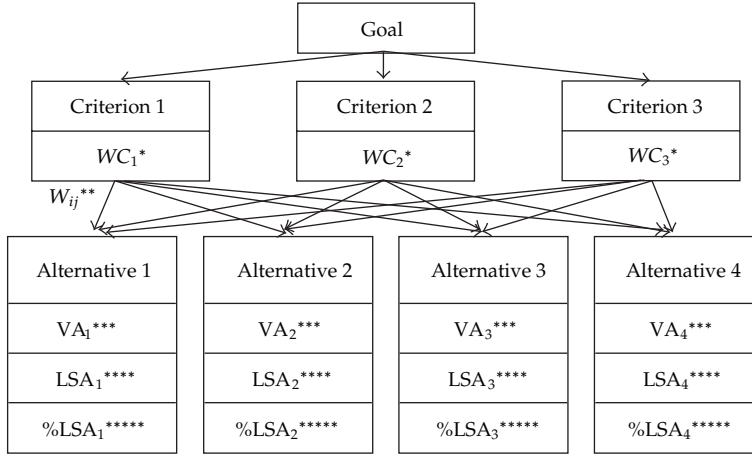 Goal
Criterion 1 Criterion 2 Criterion 3
WC₁* WC₂* WC₃*
Wᵢⱼ**
Alternative 1 Alternative 2 Alternative 3 Alternative 4
VA₁*** VA₂*** VA₃*** VA₄***
LSA₁**** LSA₂**** LSA₃**** LSA₄****
%LSA₁***** %LSA₂***** %LSA₃***** %LSA₄*****